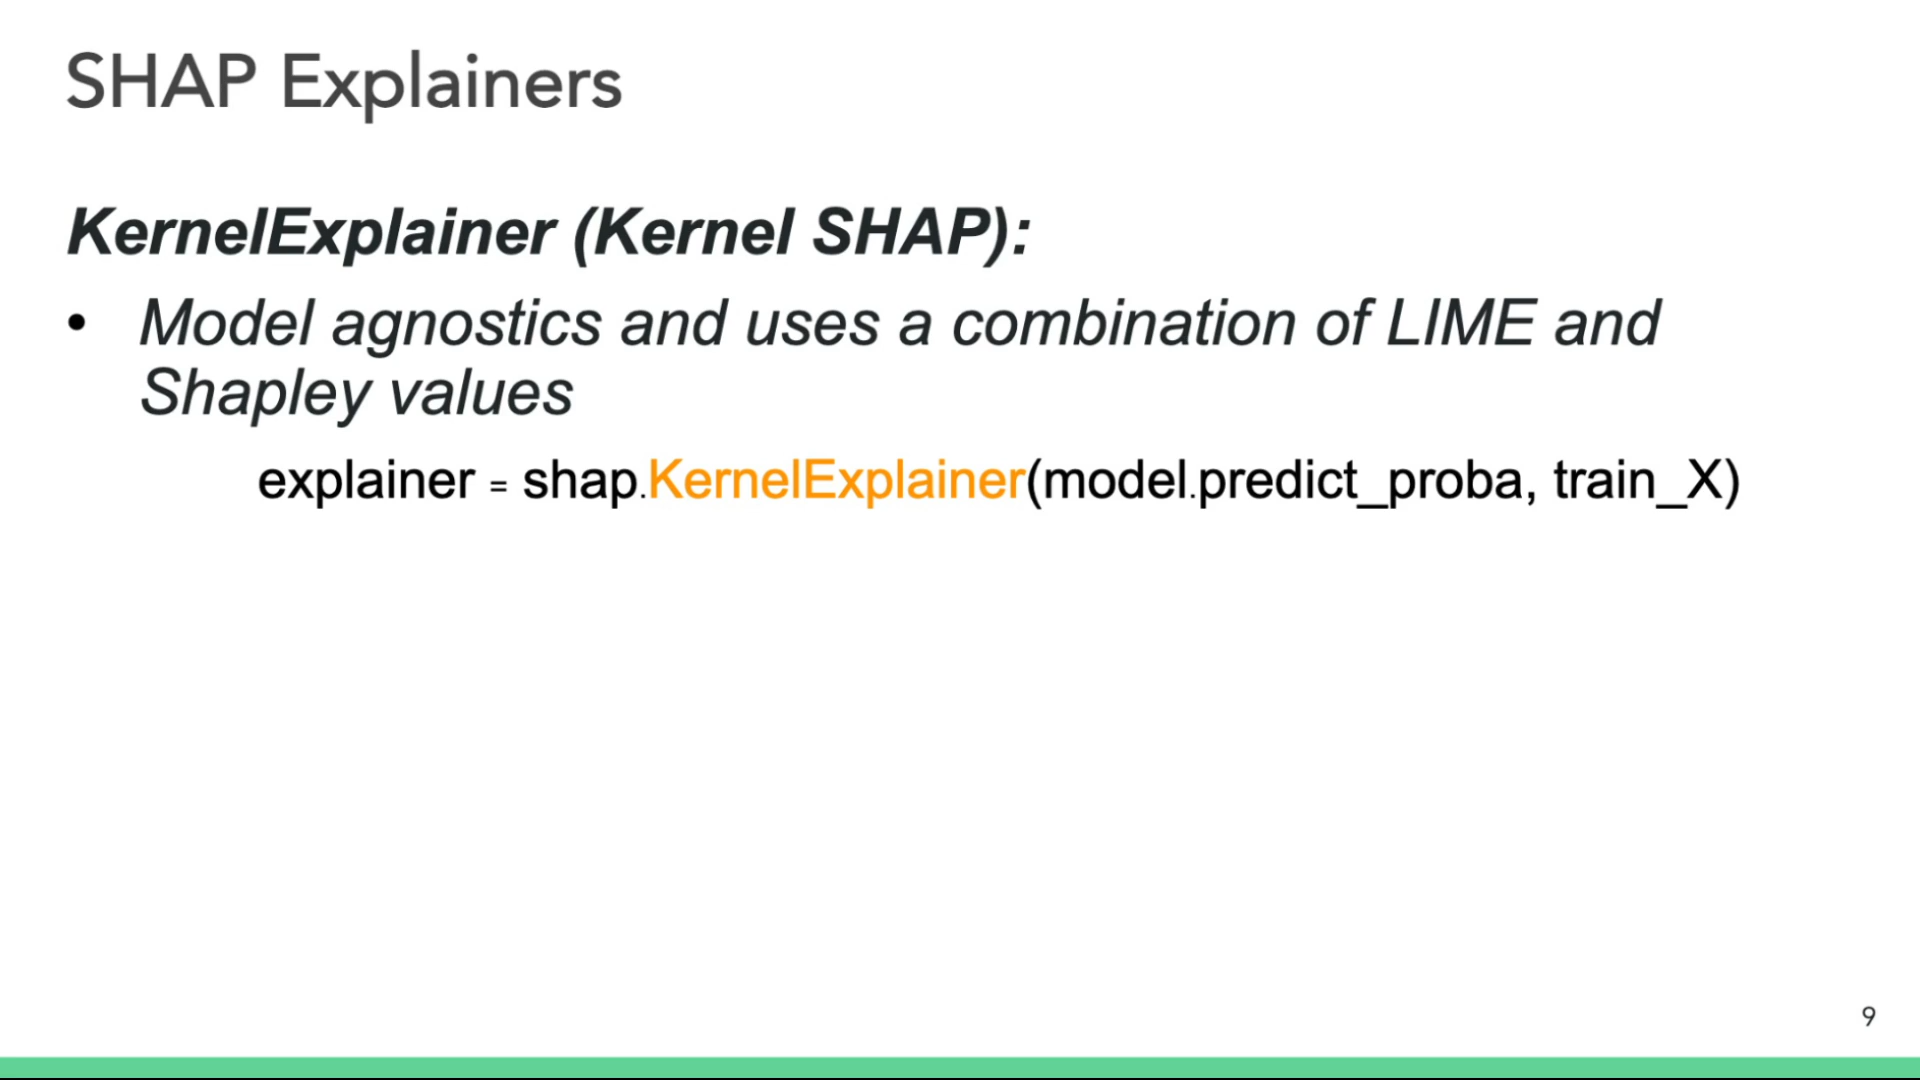 SHAP Explainers
KernelExplainer (Kernel SHAP):
• Model agnostics and uses a combination of LIME and
Shapley values
explainer = shap.KernelExplainer(model.predict_proba, train_X)
9